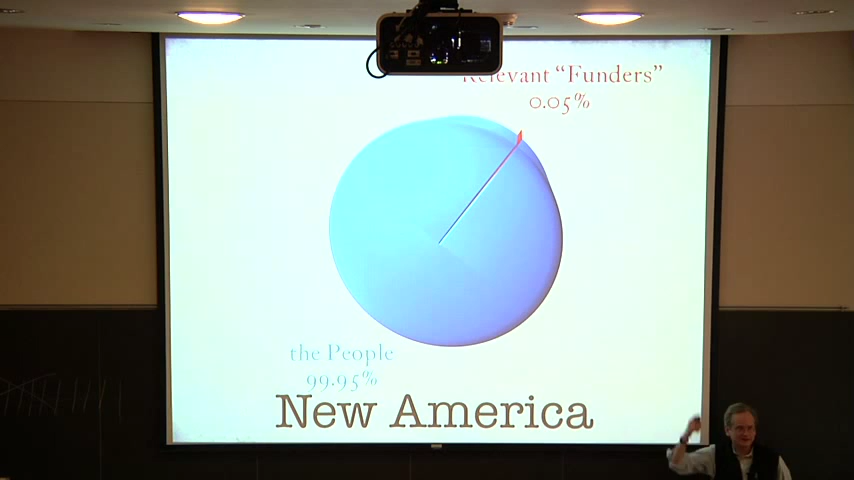 Relevant “Funders”
0.05%
the People
99.95%
New America